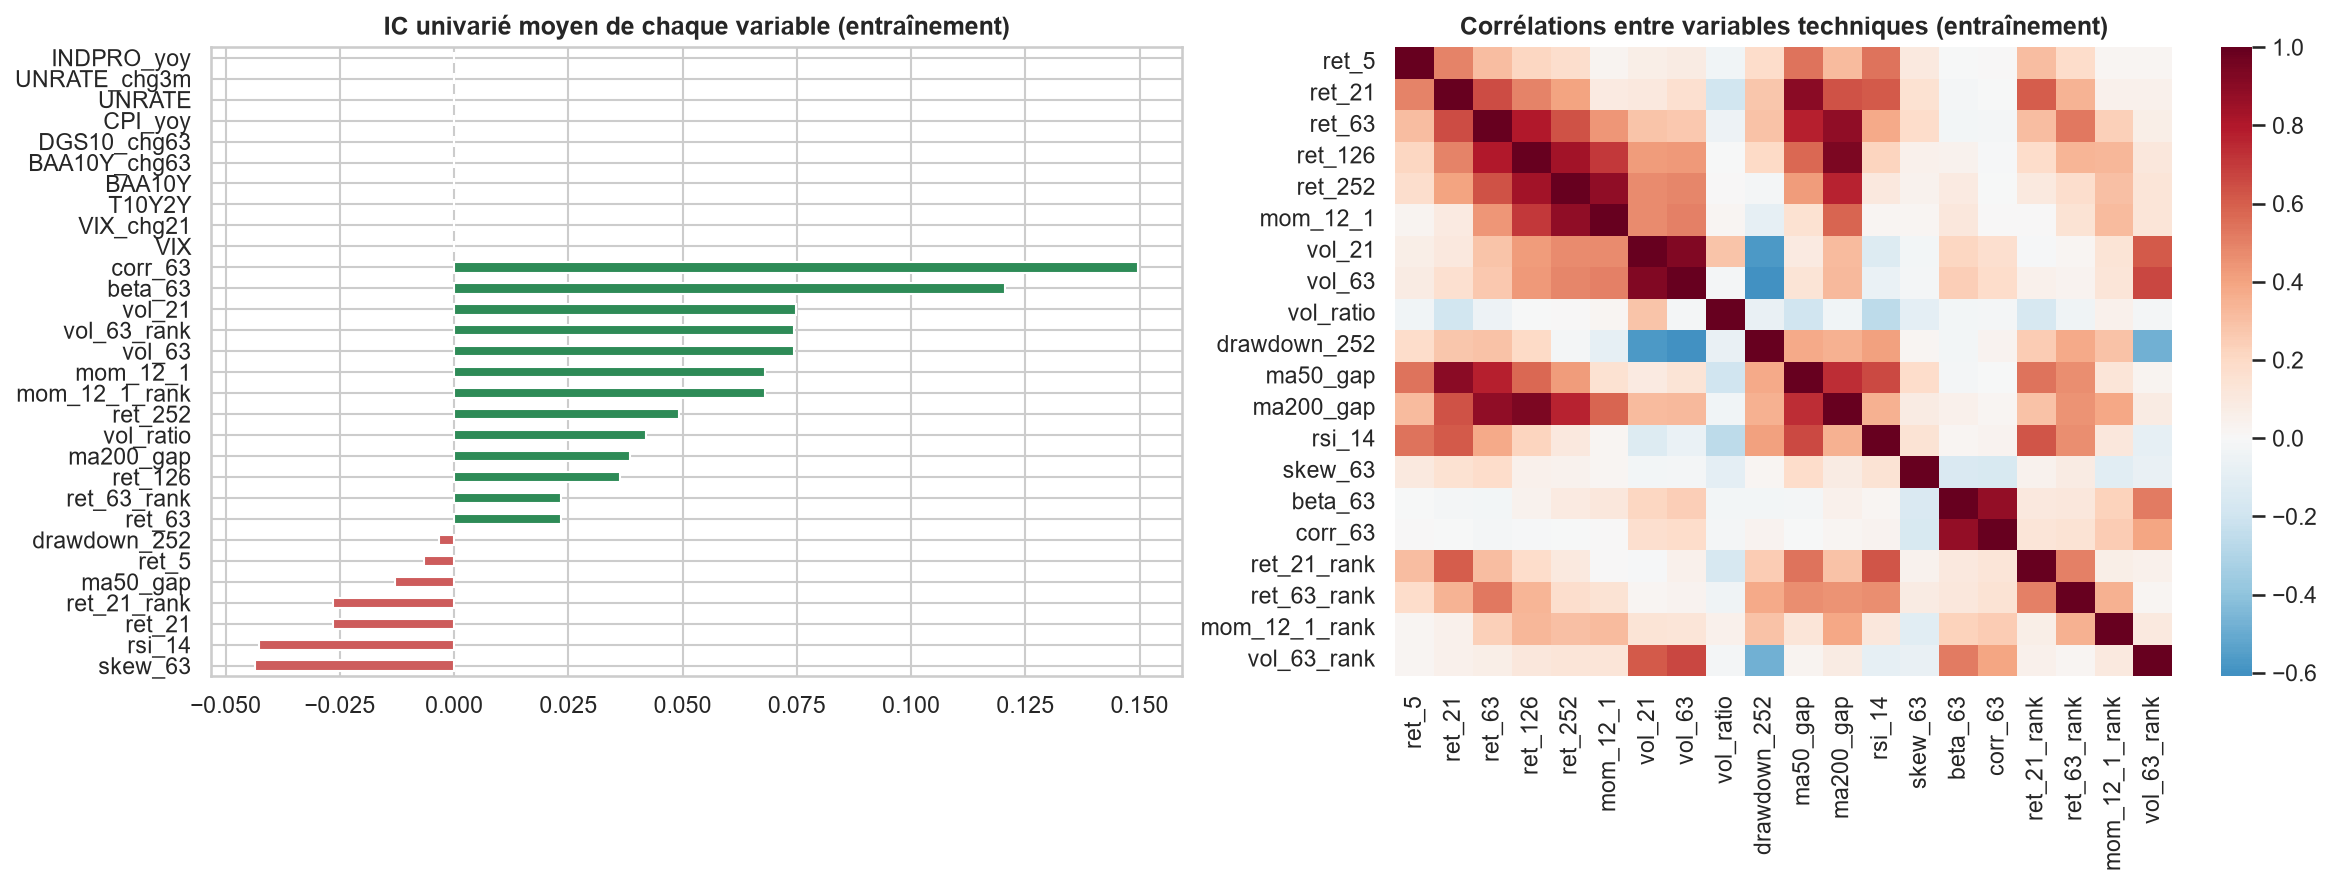 IC univarié moyen de chaque variable (entraînement)
INDPRO_yoy
UNRATE_chg3m
UNRATE
CPI_yoy
DGS10_chg63
BAA10Y_chg63
BAA10Y
T10Y2Y
VIX_chg21
VIX
corr_63
beta_63
vol_21
vol_63_rank
vol_63
mom_12_1
mom_12_1_rank
ret_252
vol_ratio
ma200_gap
ret_126
ret_63_rank
ret_63
drawdown_252
ret_5
ma50_gap
ret_21_rank
ret_21
rsi_14
skew_63
−0.050 −0.025 0.000 0.025 0.050 0.075 0.100 0.125 0.150
Corrélations entre variables techniques (entraînement)
ret_5
ret_21
ret_63
ret_126
ret_252
mom_12_1
vol_21
vol_63
vol_ratio
drawdown_252
ma50_gap
ma200_gap
rsi_14
skew_63
beta_63
corr_63
ret_21_rank
ret_63_rank
mom_12_1_rank
vol_63_rank
ret_5
ret_21
ret_63
ret_126
ret_252
mom_12_1
vol_21
vol_63
vol_ratio
drawdown_252
ma50_gap
ma200_gap
rsi_14
skew_63
beta_63
corr_63
ret_21_rank
ret_63_rank
mom_12_1_rank
vol_63_rank
1.0
0.8
0.6
0.4
0.2
0.0
−0.2
−0.4
−0.6